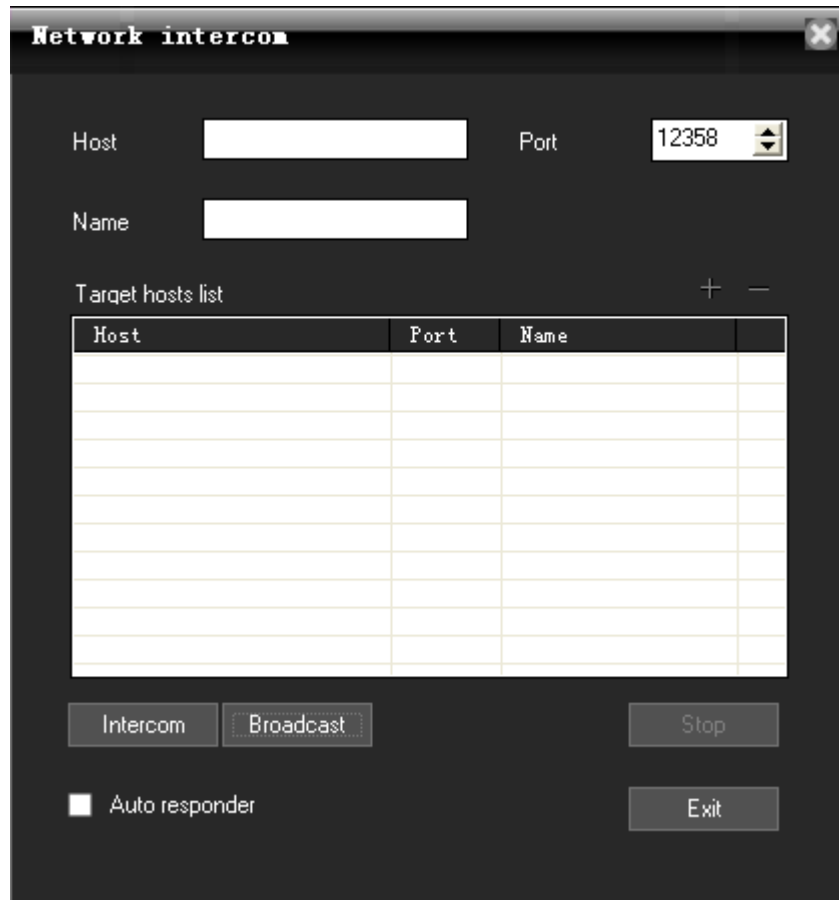 Network intercom
Host Port 12358
Name
Target hosts list + −
Host Port Name
Intercom Broadcast Stop
Auto responder Exit